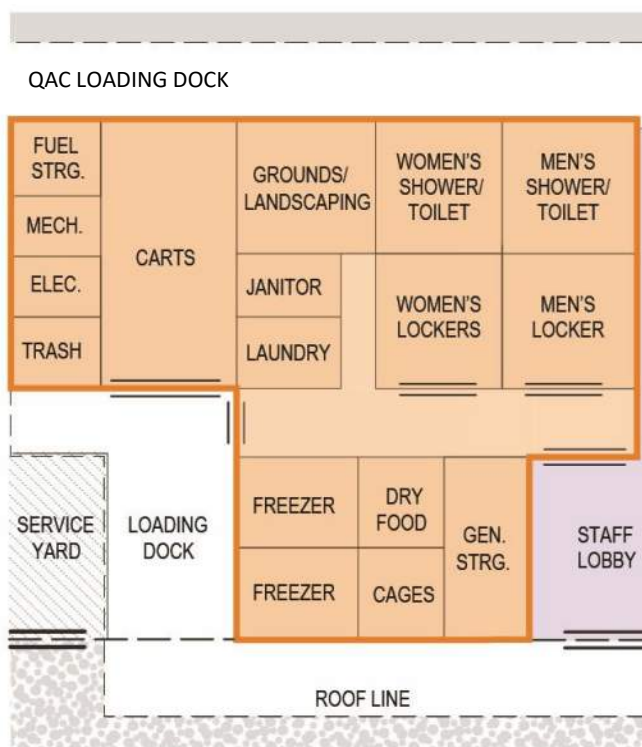 QAC LOADING DOCK
FUEL
STRG.
MECH.
ELEC.
TRASH
CARTS
GROUNDS/
LANDSCAPING
JANITOR
LAUNDRY
WOMEN'S
SHOWER/
TOILET
MEN'S
SHOWER/
TOILET
WOMEN'S
LOCKERS
MEN'S
LOCKER
SERVICE
YARD
LOADING
DOCK
FREEZER
FREEZER
DRY
FOOD
CAGES
GEN.
STRG.
STAFF
LOBBY
ROOF LINE